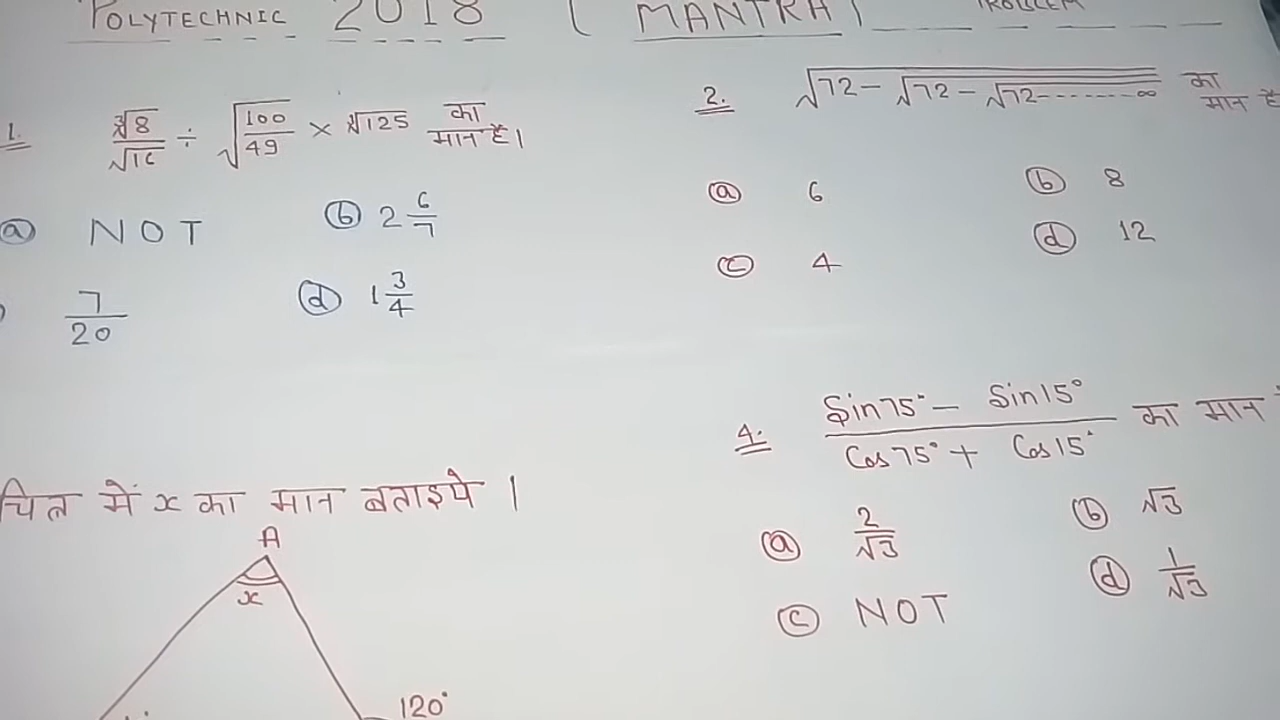 POLYTECHNIC 2018 ( MANTRA )
1. ∛8/√16 ÷ √100/49 × ∛125 का मान है।
a NOT
b 2 6/7
7/20
d 1 3/4
2. √72-√72-√72-------∞ का मान है
a 6
b 8
c 4
d 12
चित्र में x का मान बताइये ।
A
x
120°
4. Sin75° - Sin15° / Cos75° + Cos15° का मान
a 2/√3
b √3
c NOT
d 1/√3